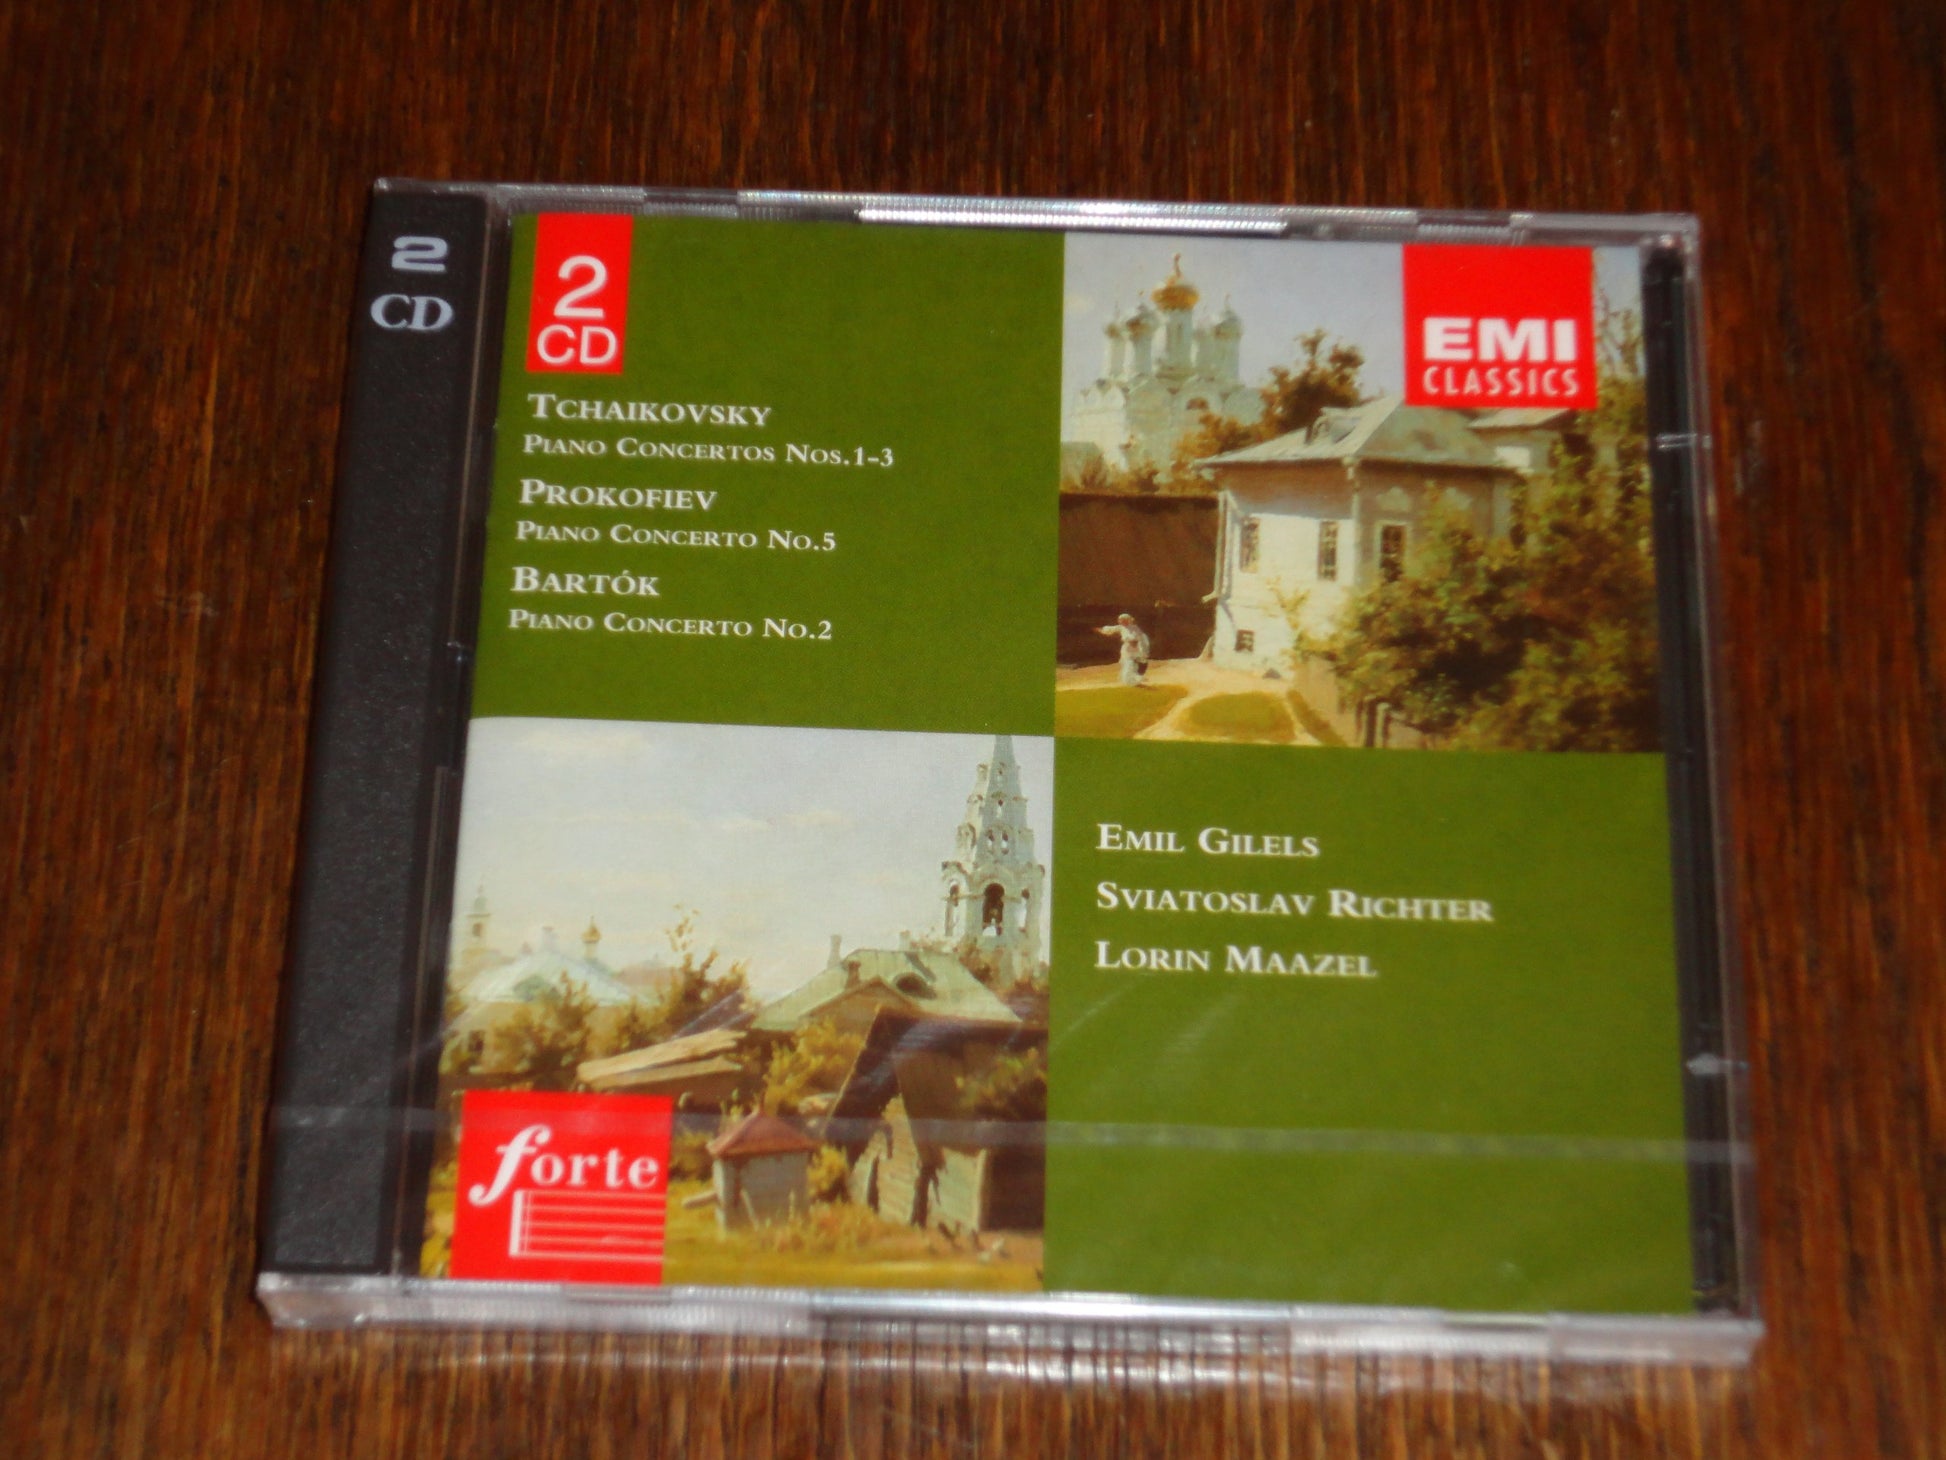 2
CD
2
CD
EMI
CLASSICS
TCHAIKOVSKY
PIANO CONCERTOS NOS.1-3
PROKOFIEV
PIANO CONCERTO NO.5
BARTÓK
PIANO CONCERTO NO.2
EMIL GILELS
SVIATOSLAV RICHTER
LORIN MAAZEL
forte